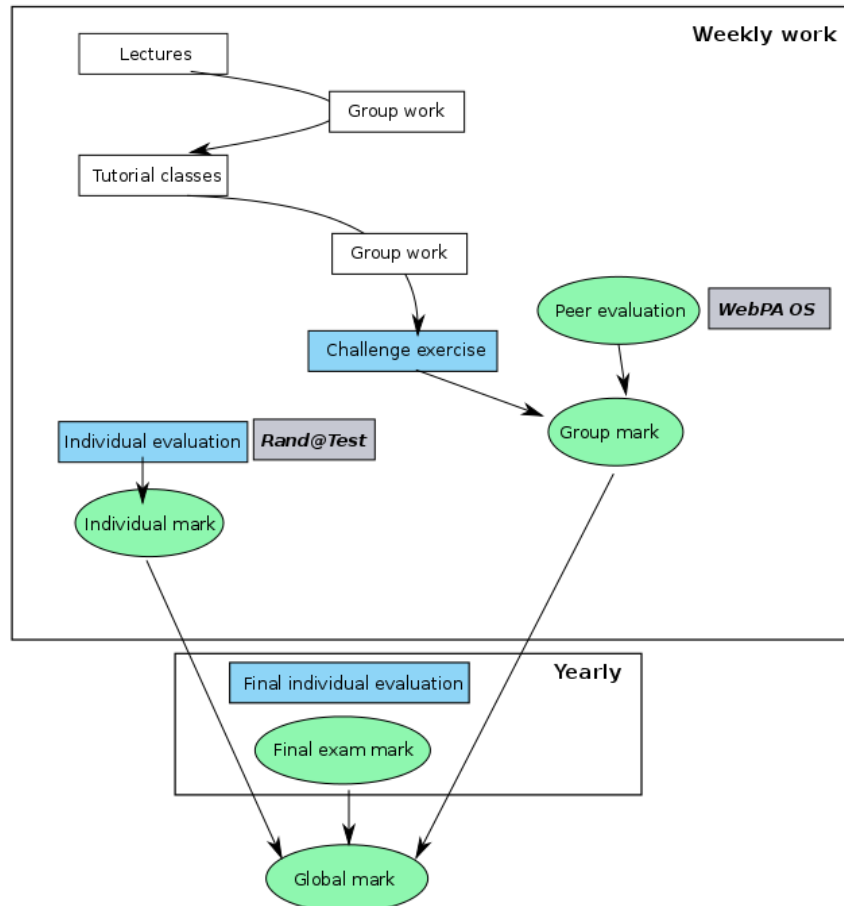 Weekly work
Lectures
Group work
Tutorial classes
Group work
Peer evaluation
WebPA OS
Challenge exercise
Group mark
Individual evaluation
Rand@Test
Individual mark
Yearly
Final individual evaluation
Final exam mark
Global mark